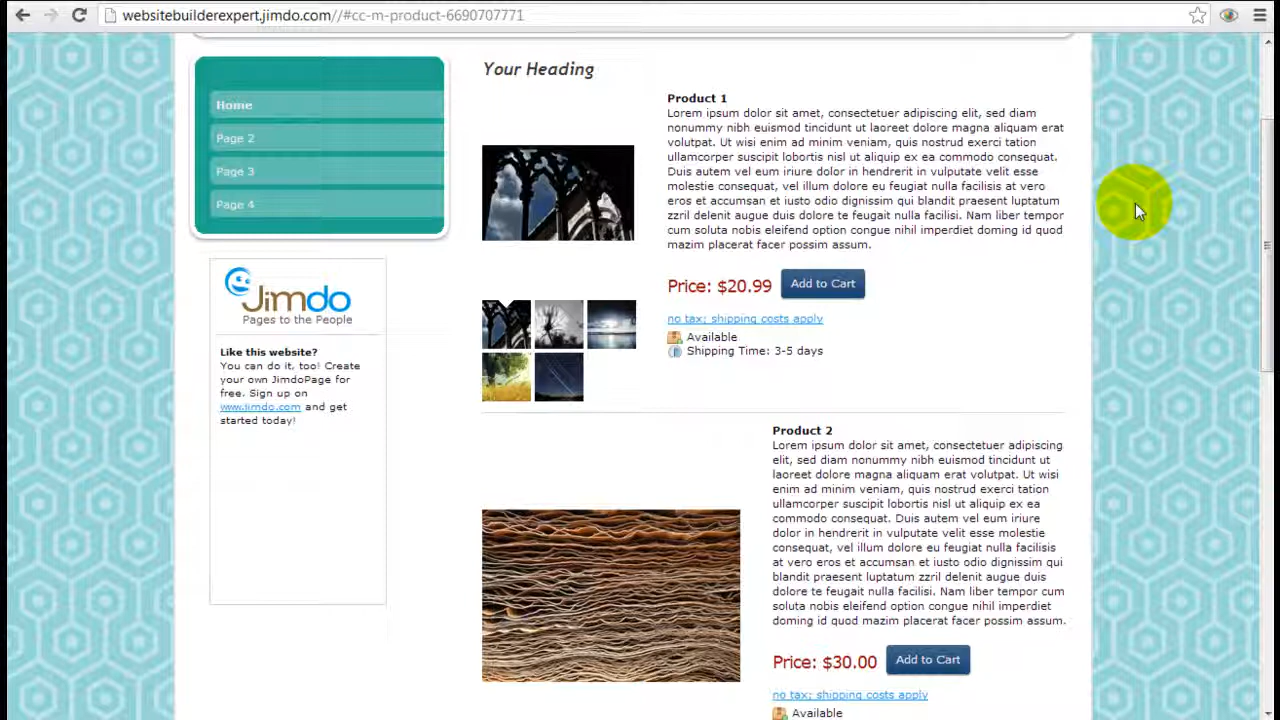 websitebuilderexpert.jimdo.com//#cc-m-product-6690707771
Home
Page 2
Page 3
Page 4
Jimdo
Pages to the People
Like this website?
You can do it, too! Create
your own JimdoPage for
free. Sign up on
www.jimdo.com and get
started today!
Your Heading
Product 1
Lorem ipsum dolor sit amet, consectetuer adipiscing elit, sed diam
nonummy nibh euismod tincidunt ut laoreet dolore magna aliquam erat
volutpat. Ut wisi enim ad minim veniam, quis nostrud exerci tation
ullamcorper suscipit lobortis nisl ut aliquip ex ea commodo consequat.
Duis autem vel eum iriure dolor in hendrerit in vulputate velit esse
molestie consequat, vel illum dolore eu feugiat nulla facilisis at vero
eros et accumsan et iusto odio dignissim qui blandit praesent luptatum
zzril delenit augue duis dolore te feugait nulla facilisi. Nam liber tempor
cum soluta nobis eleifend option congue nihil imperdiet doming id quod
mazim placerat facer possim assum.
Price: $20.99 Add to Cart
no tax; shipping costs apply
Available
Shipping Time: 3-5 days
Product 2
Lorem ipsum dolor sit amet, consectetuer adipiscing
elit, sed diam nonummy nibh euismod tincidunt ut
laoreet dolore magna aliquam erat volutpat. Ut wisi
enim ad minim veniam, quis nostrud exerci tation
ullamcorper suscipit lobortis nisl ut aliquip ex ea
commodo consequat. Duis autem vel eum iriure
dolor in hendrerit in vulputate velit esse molestie
consequat, vel illum dolore eu feugiat nulla facilisis
at vero eros et accumsan et iusto odio dignissim qui
blandit praesent luptatum zzril delenit augue duis
dolore te feugait nulla facilisi. Nam liber tempor cum
soluta nobis eleifend option congue nihil imperdiet
doming id quod mazim placerat facer possim assum.
Price: $30.00 Add to Cart
no tax; shipping costs apply
Available